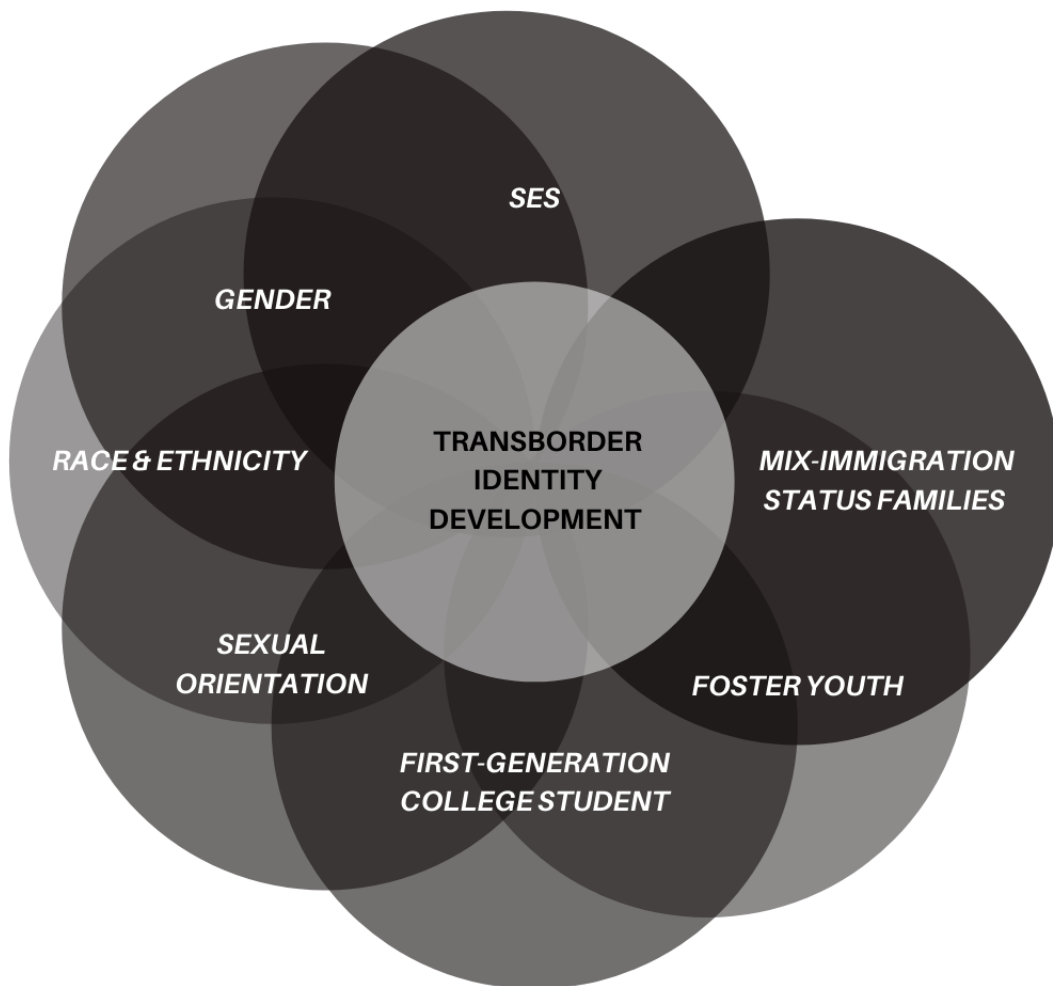 SES
GENDER
RACE & ETHNICITY
TRANSBORDER
IDENTITY
DEVELOPMENT
MIX-IMMIGRATION
STATUS FAMILIES
SEXUAL
ORIENTATION
FOSTER YOUTH
FIRST-GENERATION
COLLEGE STUDENT